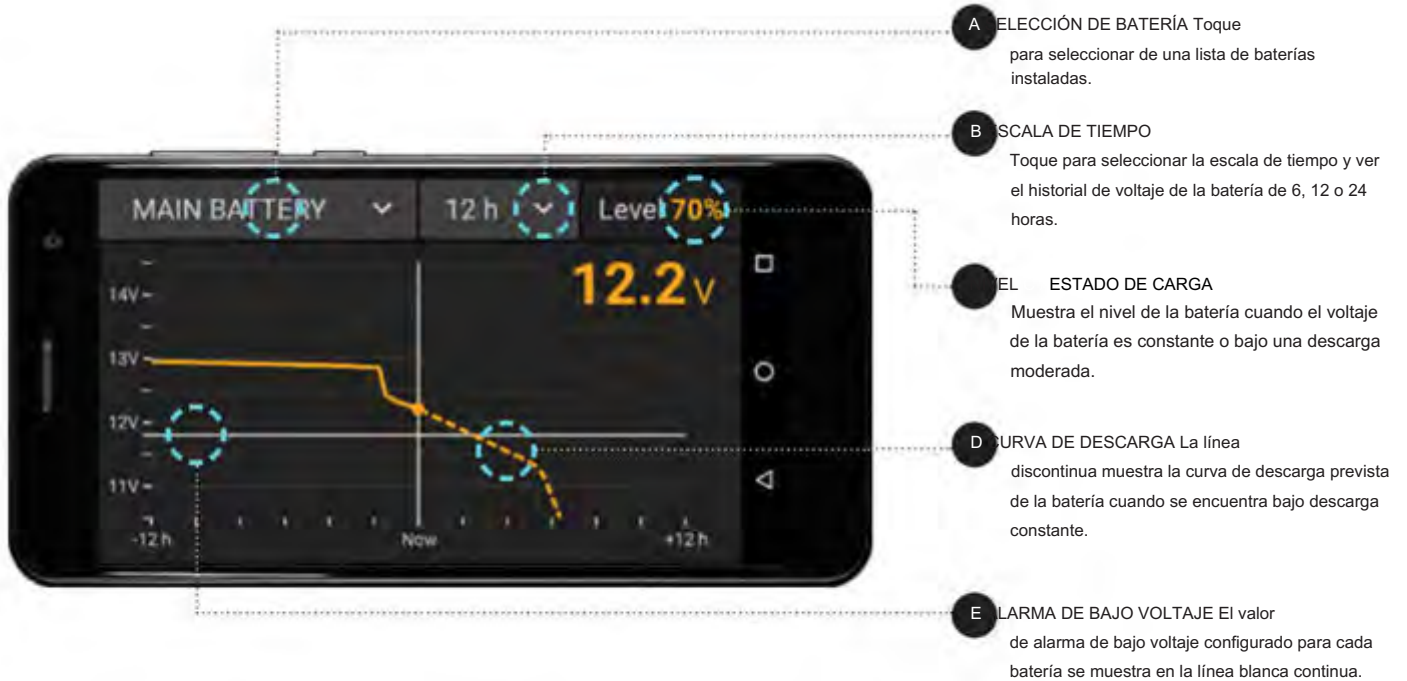 A ELECCIÓN DE BATERÍA Toque
para seleccionar de una lista de baterías
instaladas.
B SCALA DE TIEMPO
Toque para seleccionar la escala de tiempo y ver
el historial de voltaje de la batería de 6, 12 o 24
horas.
MAIN BATTERY 12 h Level 70%
12.2 V
14V
13V
12V
11V
-12 h Now +12 h
EL ESTADO DE CARGA
Muestra el nivel de la batería cuando el voltaje
de la batería es constante o bajo una descarga
moderada.
D CURVA DE DESCARGA La línea
discontinua muestra la curva de descarga prevista
de la batería cuando se encuentra bajo descarga
constante.
E LARMA DE BAJO VOLTAJE El valor
de alarma de bajo voltaje configurado para cada
batería se muestra en la línea blanca continua.